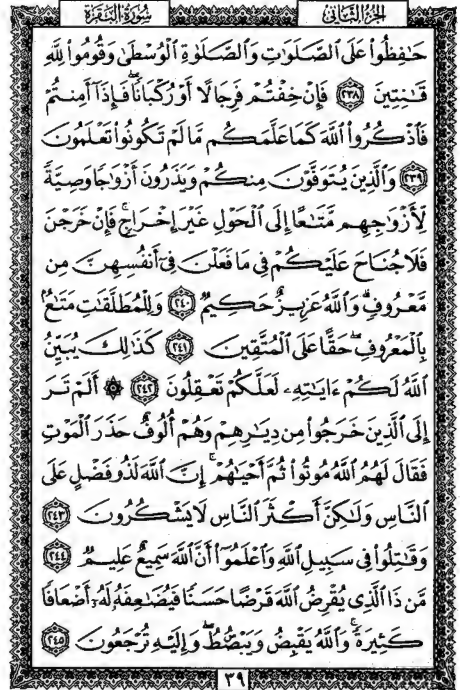 سُورَةُ البَقَرَةِ الجُزْءُ الثَّانِي
حَٰفِظُوا۟ عَلَى ٱلصَّلَوَٰتِ وَٱلصَّلَوٰةِ ٱلْوُسْطَىٰ وَقُومُوا۟ لِلَّهِ
قَٰنِتِينَ ٢٣٨ فَإِنْ خِفْتُمْ فَرِجَالًا أَوْ رُكْبَانًا ۖ فَإِذَآ أَمِنتُمْ
فَٱذْكُرُوا۟ ٱللَّهَ كَمَا عَلَّمَكُم مَّا لَمْ تَكُونُوا۟ تَعْلَمُونَ
٢٣٩ وَٱلَّذِينَ يُتَوَفَّوْنَ مِنكُمْ وَيَذَرُونَ أَزْوَٰجًا وَصِيَّةً
لِّأَزْوَٰجِهِم مَّتَٰعًا إِلَى ٱلْحَوْلِ غَيْرَ إِخْرَاجٍ ۚ فَإِنْ خَرَجْنَ
فَلَا جُنَاحَ عَلَيْكُمْ فِى مَا فَعَلْنَ فِىٓ أَنفُسِهِنَّ مِن
مَّعْرُوفٍ ۗ وَٱللَّهُ عَزِيزٌ حَكِيمٌ ٢٤٠ وَلِلْمُطَلَّقَٰتِ مَتَٰعٌۢ
بِٱلْمَعْرُوفِ ۖ حَقًّا عَلَى ٱلْمُتَّقِينَ ٢٤١ كَذَٰلِكَ يُبَيِّنُ
ٱللَّهُ لَكُمْ ءَايَٰتِهِۦ لَعَلَّكُمْ تَعْقِلُونَ ٢٤٢ ۞ أَلَمْ تَرَ
إِلَى ٱلَّذِينَ خَرَجُوا۟ مِن دِيَٰرِهِمْ وَهُمْ أُلُوفٌ حَذَرَ ٱلْمَوْتِ
فَقَالَ لَهُمُ ٱللَّهُ مُوتُوا۟ ثُمَّ أَحْيَٰهُمْ ۚ إِنَّ ٱللَّهَ لَذُو فَضْلٍ عَلَى
ٱلنَّاسِ وَلَٰكِنَّ أَكْثَرَ ٱلنَّاسِ لَا يَشْكُرُونَ ٢٤٣
وَقَٰتِلُوا۟ فِى سَبِيلِ ٱللَّهِ وَٱعْلَمُوٓا۟ أَنَّ ٱللَّهَ سَمِيعٌ عَلِيمٌ ٢٤٤
مَّن ذَا ٱلَّذِى يُقْرِضُ ٱللَّهَ قَرْضًا حَسَنًا فَيُضَٰعِفَهُۥ لَهُۥٓ أَضْعَافًا
كَثِيرَةً ۚ وَٱللَّهُ يَقْبِضُ وَيَبْصُۜطُ وَإِلَيْهِ تُرْجَعُونَ ٢٤٥
٣٩